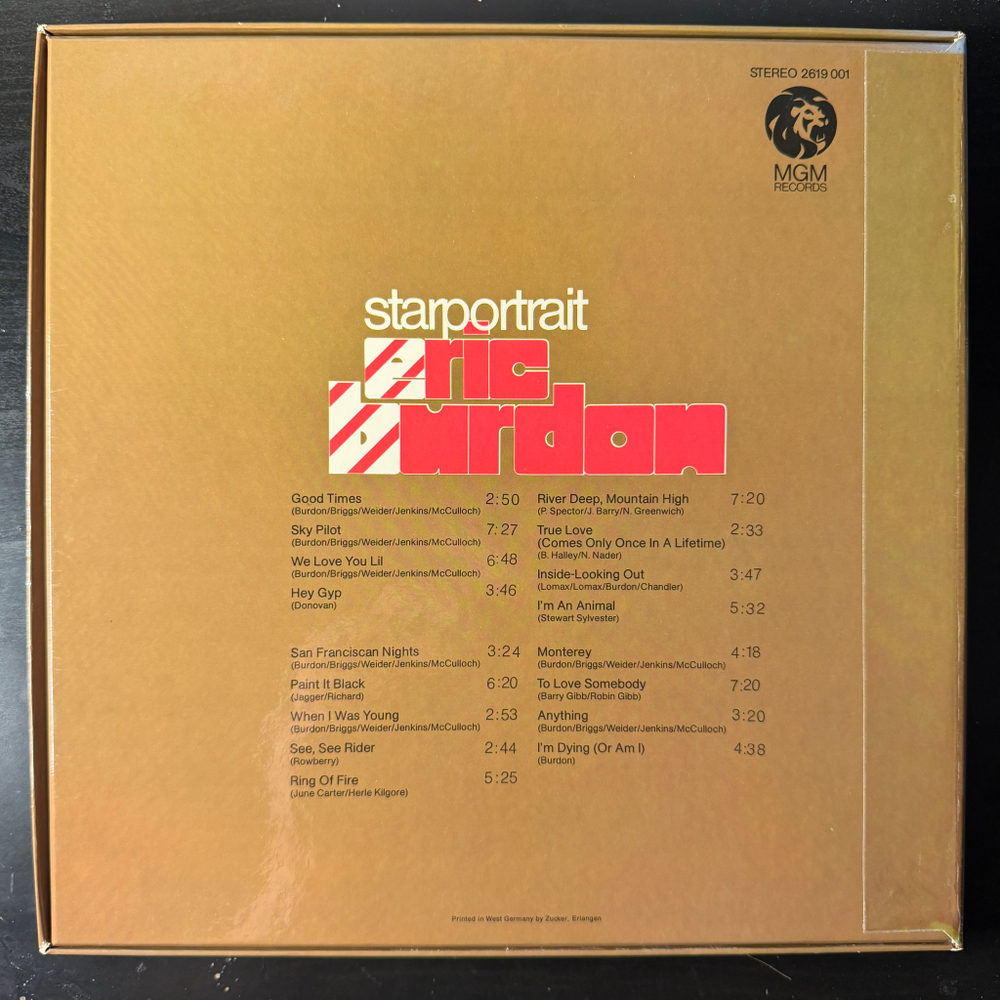 STEREO 2619 001
MGM
RECORDS
starportrait
eric
burdon
Good Times 2:50
(Burdon/Briggs/Weider/Jenkins/McCulloch)
Sky Pilot 7:27
(Burdon/Briggs/Weider/Jenkins/McCulloch)
We Love You Lil 6:48
(Burdon/Briggs/Weider/Jenkins/McCulloch)
Hey Gyp 3:46
(Donovan)
San Franciscan Nights 3:24
(Burdon/Briggs/Weider/Jenkins/McCulloch)
Paint It Black 6:20
(Jagger/Richard)
When I Was Young 2:53
(Burdon/Briggs/Weider/Jenkins/McCulloch)
See, See Rider 2:44
(Rowberry)
Ring Of Fire 5:25
(June Carter/Herle Kilgore)
River Deep, Mountain High 7:20
(P. Spector/J. Barry/N. Greenwich)
True Love 2:33
(Comes Only Once In A Lifetime)
(B. Halley/N. Nader)
Inside-Looking Out 3:47
(Lomax/Lomax/Burdon/Chandler)
I'm An Animal 5:32
(Stewart Sylvester)
Monterey 4:18
(Burdon/Briggs/Weider/Jenkins/McCulloch)
To Love Somebody 7:20
(Barry Gibb/Robin Gibb)
Anything 3:20
(Burdon/Briggs/Weider/Jenkins/McCulloch)
I'm Dying (Or Am I) 4:38
(Burdon)
Printed in West Germany by Zucker, Erlangen